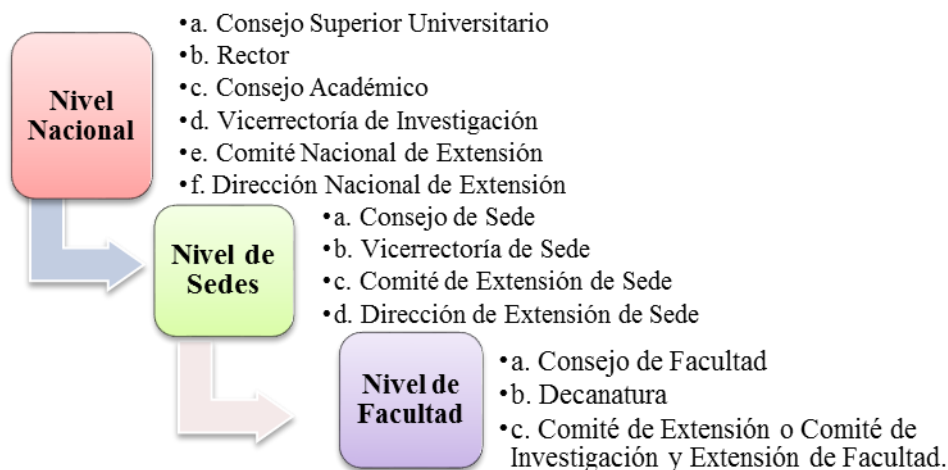 Nivel
Nacional
•a. Consejo Superior Universitario
•b. Rector
•c. Consejo Académico
•d. Vicerrectoría de Investigación
•e. Comité Nacional de Extensión
•f. Dirección Nacional de Extensión
Nivel de
Sedes
•a. Consejo de Sede
•b. Vicerrectoría de Sede
•c. Comité de Extensión de Sede
•d. Dirección de Extensión de Sede
Nivel de
Facultad
•a. Consejo de Facultad
•b. Decanatura
•c. Comité de Extensión o Comité de
Investigación y Extensión de Facultad.